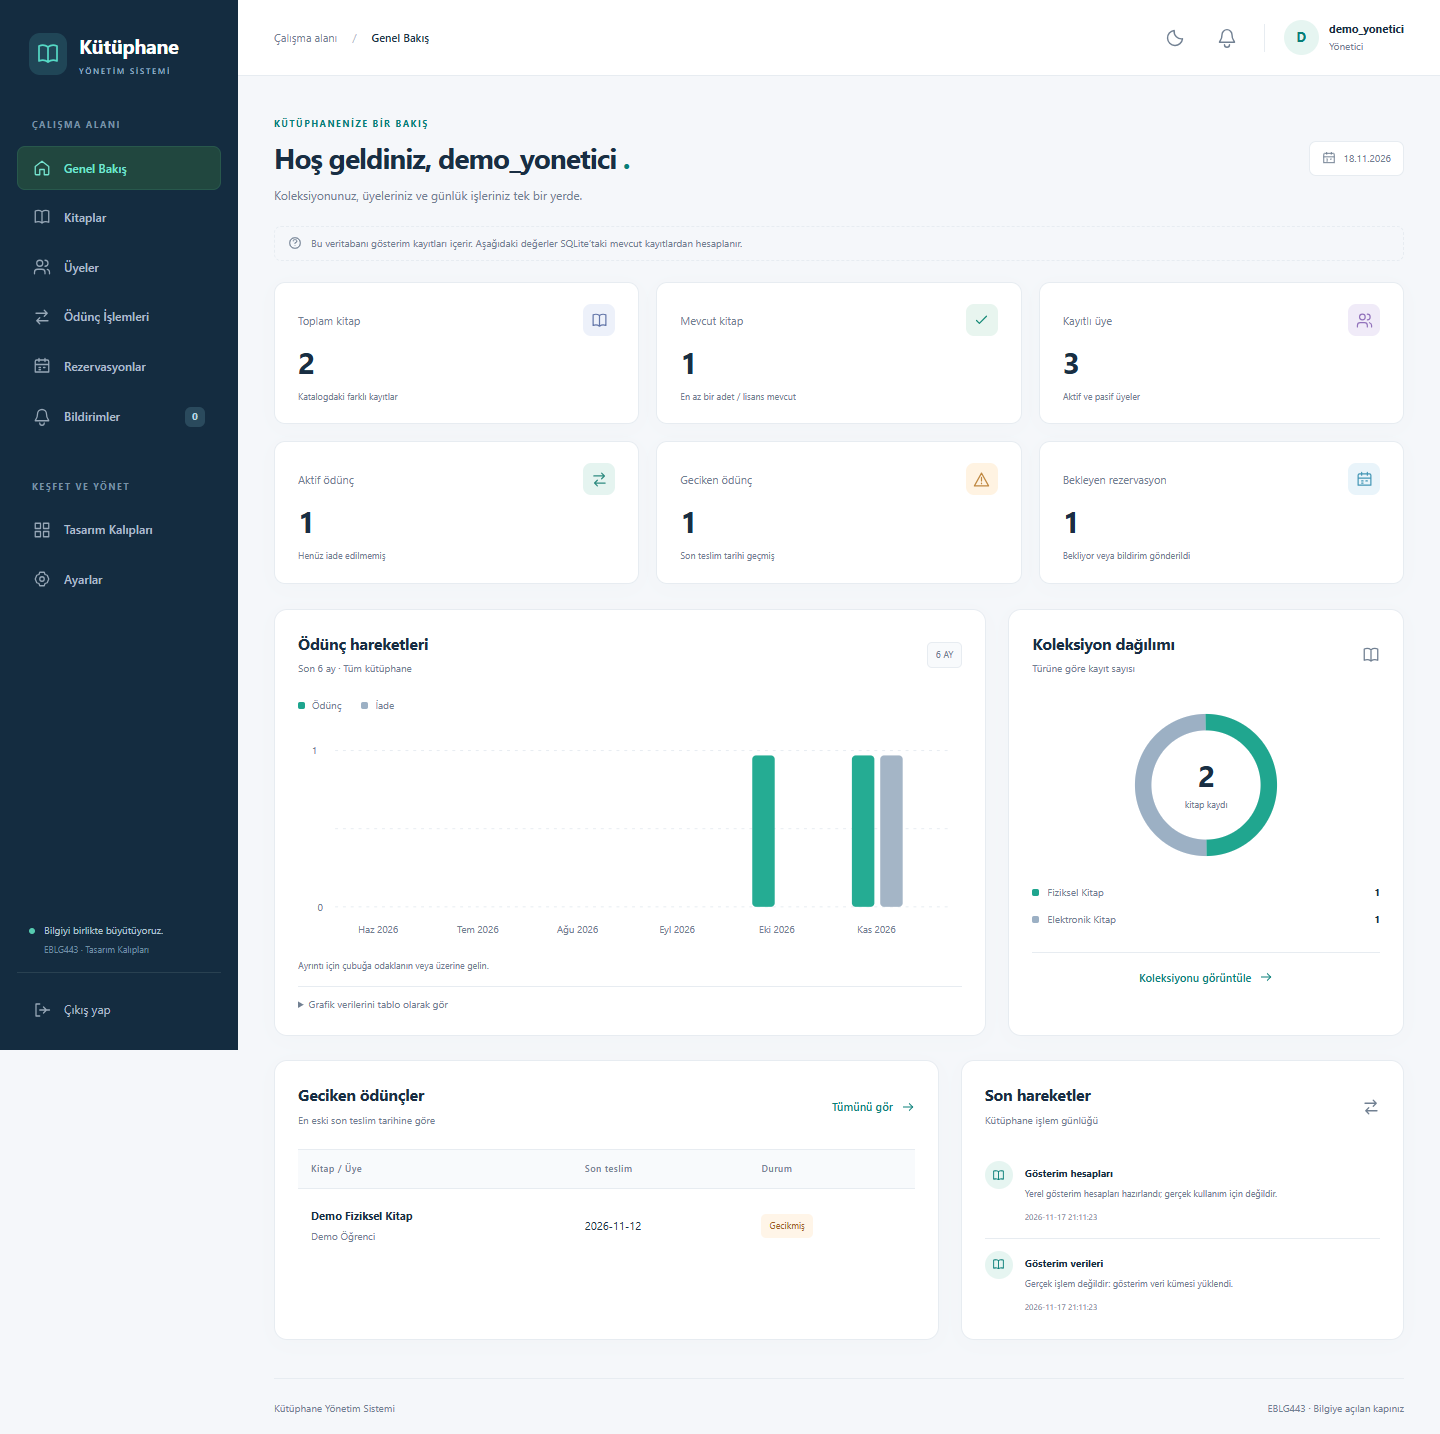 Kütüphane
YÖNETİM SİSTEMİ
ÇALIŞMA ALANI
Genel Bakış
Kitaplar
Üyeler
Ödünç İşlemleri
Rezervasyonlar
Bildirimler 0
KEŞFET VE YÖNET
Tasarım Kalıpları
Ayarlar
Bilgiyi birlikte büyütüyoruz.
EBLG443 · Tasarım Kalıpları
Çıkış yap
Çalışma alanı / Genel Bakış
D
demo_yonetici
Yönetici
KÜTÜPHANENİZE BİR BAKIŞ
Hoş geldiniz, demo_yonetici .
Koleksiyonunuz, üyeleriniz ve günlük işleriniz tek bir yerde.
18.11.2026
Bu veritabanı gösterim kayıtları içerir. Aşağıdaki değerler SQLite'taki mevcut kayıtlardan hesaplanır.
Toplam kitap
2
Katalogdaki farklı kayıtlar
Mevcut kitap
1
En az bir adet / lisans mevcut
Kayıtlı üye
3
Aktif ve pasif üyeler
Aktif ödünç
1
Henüz iade edilmemiş
Geciken ödünç
1
Son teslim tarihi geçmiş
Bekleyen rezervasyon
1
Bekliyor veya bildirim gönderildi
Ödünç hareketleri
Son 6 ay · Tüm kütüphane
6 AY
Ödünç İade
1
0
Haz 2026 Tem 2026 Ağu 2026 Eyl 2026 Eki 2026 Kas 2026
Ayrıntı için çubuğa odaklanın veya üzerine gelin.
Grafik verilerini tablo olarak gör
Koleksiyon dağılımı
Türüne göre kayıt sayısı
2
kitap kaydı
Fiziksel Kitap 1
Elektronik Kitap 1
Koleksiyonu görüntüle
Geciken ödünçler
En eski son teslim tarihine göre
Tümünü gör
Kitap / Üye Son teslim Durum
Demo Fiziksel Kitap
Demo Öğrenci
2026-11-12
Gecikmiş
Son hareketler
Kütüphane işlem günlüğü
Gösterim hesapları
Yerel gösterim hesapları hazırlandı; gerçek kullanım için değildir.
2026-11-17 21:11:23
Gösterim verileri
Gerçek işlem değildir: gösterim veri kümesi yüklendi.
2026-11-17 21:11:23
Kütüphane Yönetim Sistemi
EBLG443 · Bilgiye açılan kapınız